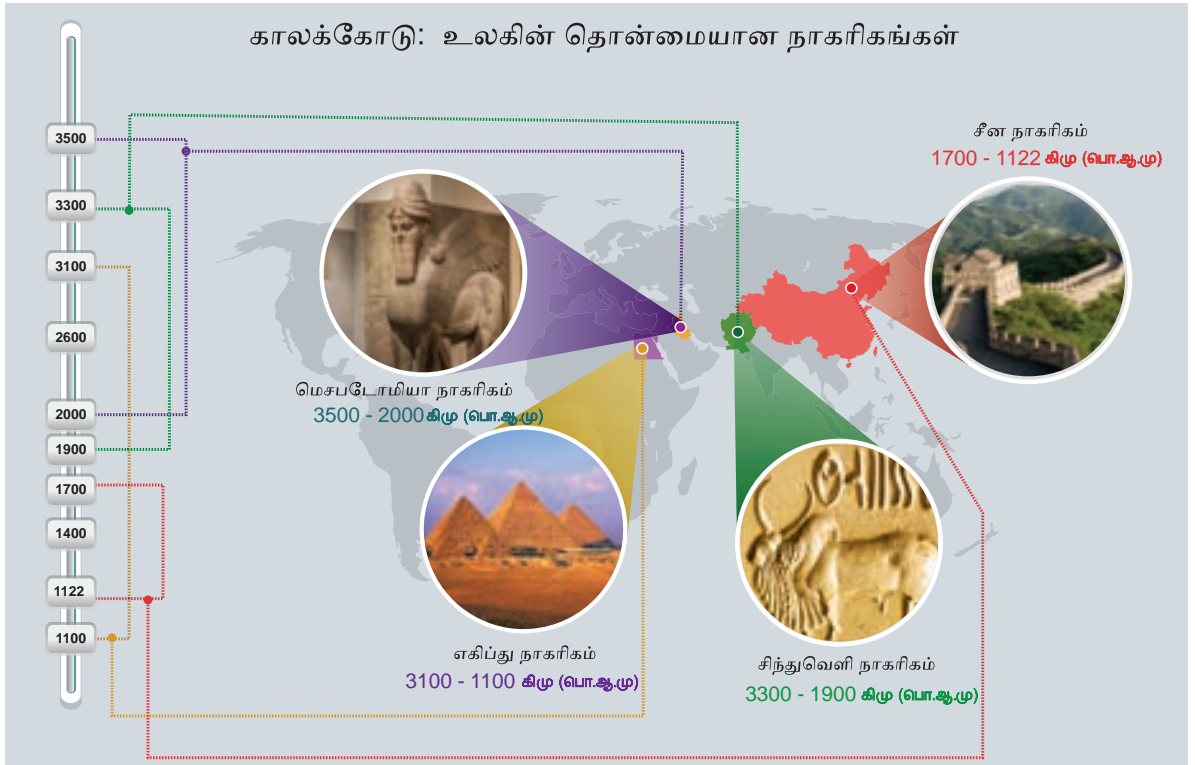 காலக்கோடு: உலகின் தொன்மையான நாகரிகங்கள்
3500
3300
3100
2600
2000
1900
1700
1400
1122
1100
சீன நாகரிகம்
1700 - 1122 கிமு (பொ.ஆ.மு)
மெசபடோமியா நாகரிகம்
3500 - 2000 கிமு (பொ.ஆ.மு)
எகிப்து நாகரிகம்
3100 - 1100 கிமு (பொ.ஆ.மு)
சிந்துவெளி நாகரிகம்
3300 - 1900 கிமு (பொ.ஆ.மு)